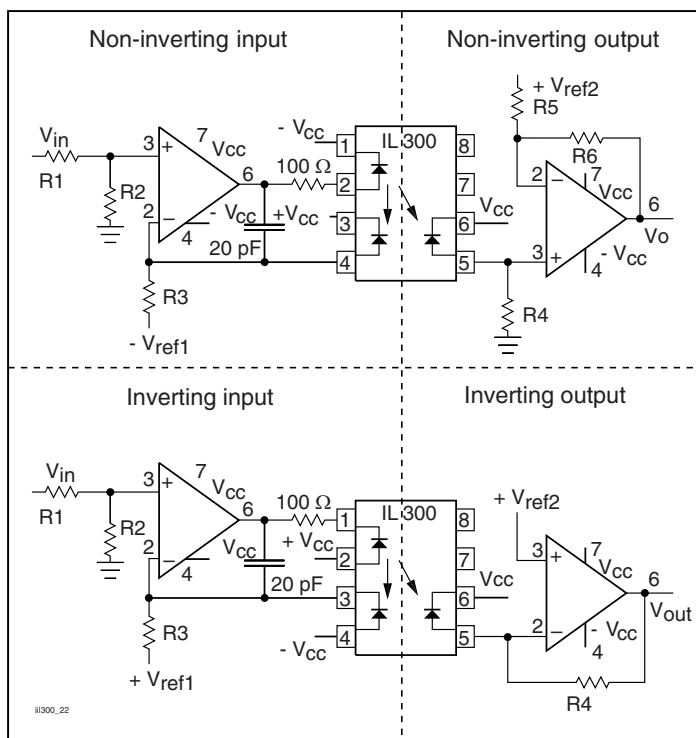 Non-inverting input
Non-inverting output
Vin
R1
R2
3
+
2
−
7
Vcc
6
4
- Vcc
100 Ω
20 pF
R3
- Vref1
- Vcc
+Vcc
1
2
3
4
IL 300
8
7
6
5
Vcc
+ Vref2
R5
R6
2
−
3
+
7
Vcc
6
Vo
4
- Vcc
R4
Inverting input
Inverting output
Vin
R1
R2
3
+
2
−
7
Vcc
6
4
Vcc
100 Ω
20 pF
R3
+ Vref1
+ Vcc
- Vcc
1
2
3
4
IL 300
8
7
6
5
Vcc
+ Vref2
3
+
2
−
7
Vcc
6
Vout
- Vcc
4
R4
iil300_22